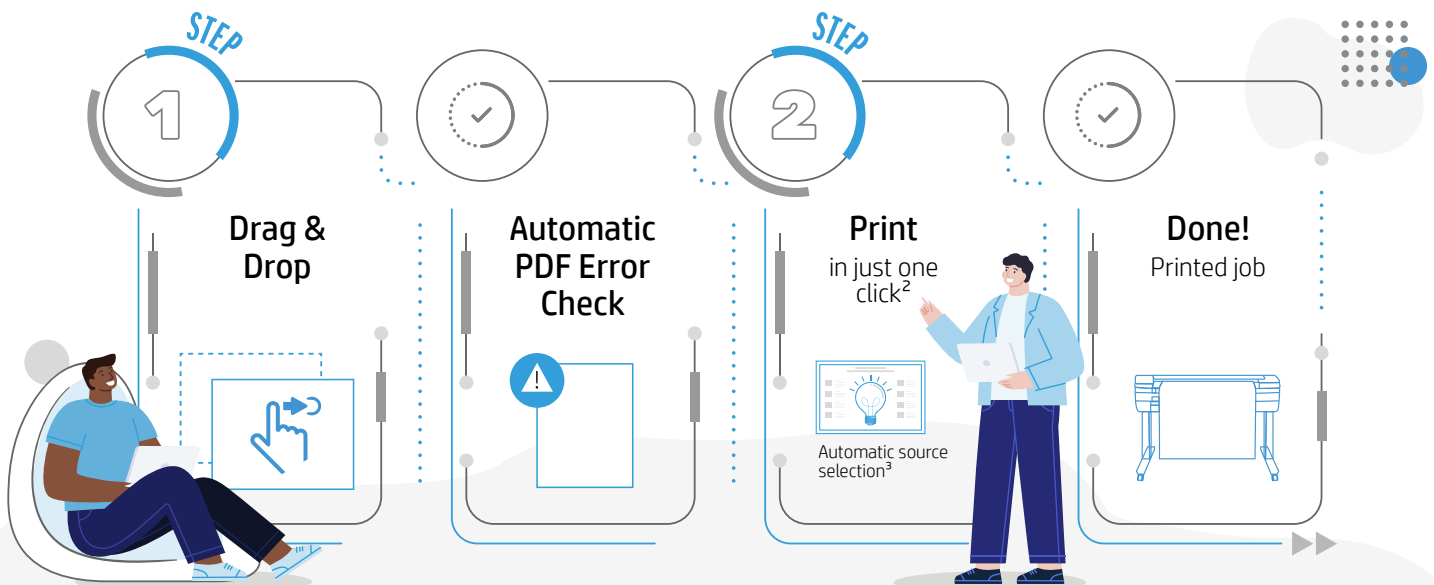 STEP
1
Drag &
Drop
Automatic
PDF Error
Check
STEP
2
Print
in just one
click²
Automatic source
selection³
Done!
Printed job